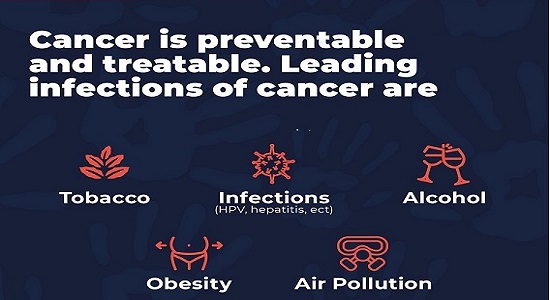 Cancer is preventable
and treatable. Leading
infections of cancer are
Tobacco
Infections
(HPV, hepatitis, ect)
Alcohol
Obesity
Air Pollution